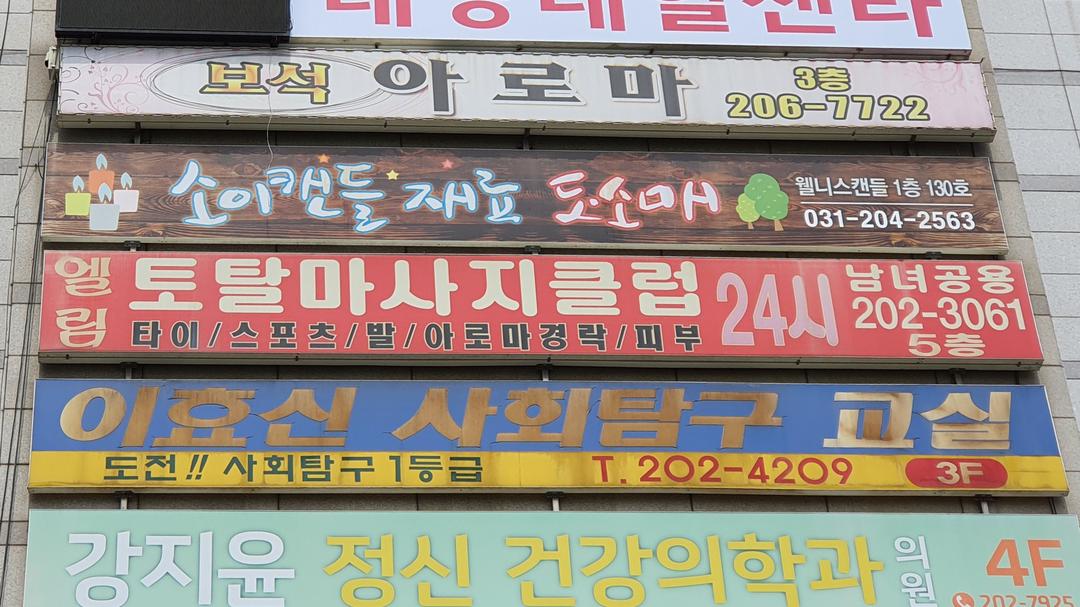 보석 아로마 3층
206-7722
소이캔들 재료 도·소매 웰니스캔들 1층 130호
031-204-2563
엘림 토탈마사지클럽 24시 남녀공용
타이/스포츠/발/아로마경락/피부 202-3061
5층
이효신 사회탐구 교실
도전!! 사회탐구 1등급 T. 202-4209 3F
강지윤 정신 건강의학과 의원 4F
202-7925